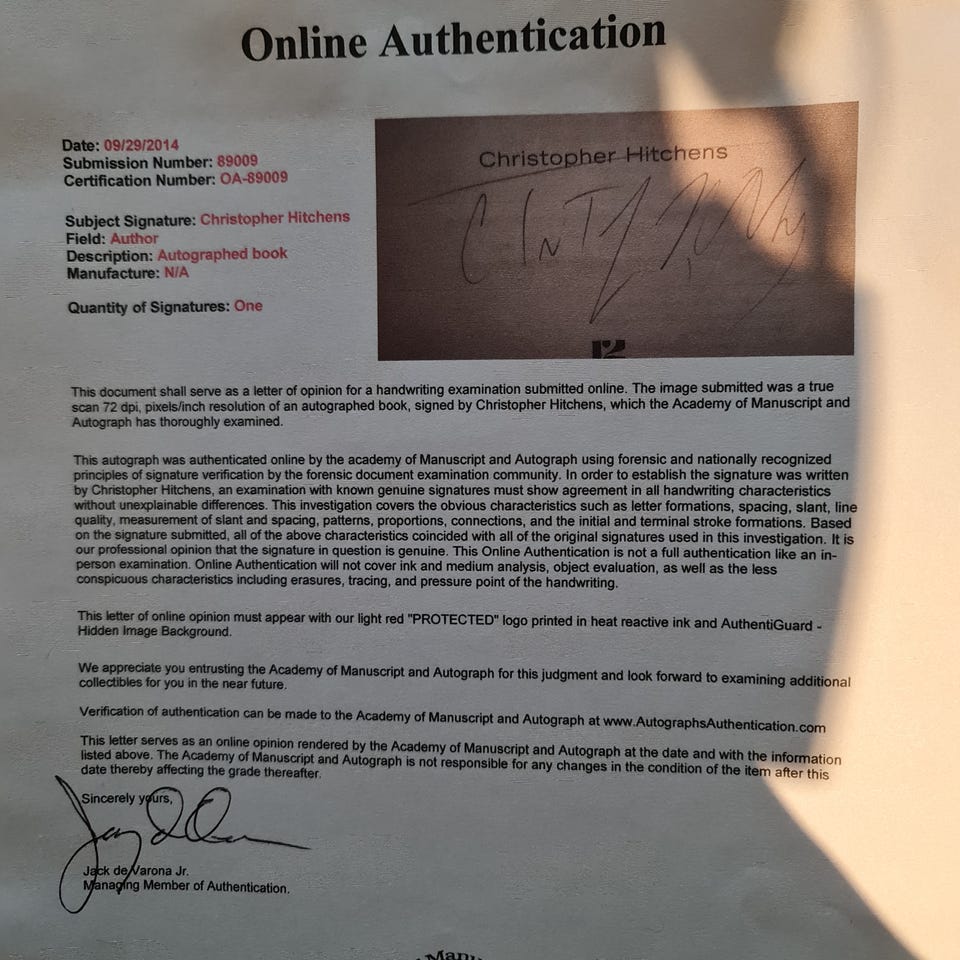 Online Authentication
Date: 09/29/2014
Submission Number: 89009
Certification Number: OA-89009
Subject Signature: Christopher Hitchens
Field: Author
Description: Autographed book
Manufacture: N/A
Quantity of Signatures: One
Christopher Hitchens
12
This document shall serve as a letter of opinion for a handwriting examination submitted online. The image submitted was a true
scan 72 dpi, pixels/inch resolution of an autographed book, signed by Christopher Hitchens, which the Academy of Manuscript and
Autograph has thoroughly examined.
This autograph was authenticated online by the academy of Manuscript and Autograph using forensic and nationally recognized
principles of signature verification by the forensic document examination community. In order to establish the signature was written
by Christopher Hitchens, an examination with known genuine signatures must show agreement in all handwriting characteristics
without unexplainable differences. This investigation covers the obvious characteristics such as letter formations, spacing, slant, line
quality, measurement of slant and spacing, patterns, proportions, connections, and the initial and terminal stroke formations. Based
on the signature submitted, all of the above characteristics coincided with all of the original signatures used in this investigation. It is
our professional opinion that the signature in question is genuine. This Online Authentication is not a full authentication like an in-
person examination. Online Authentication will not cover ink and medium analysis, object evaluation, as well as the less
conspicuous characteristics including erasures, tracing, and pressure point of the handwriting.
This letter of online opinion must appear with our light red "PROTECTED" logo printed in heat reactive ink and AuthentiGuard -
Hidden Image Background.
We appreciate you entrusting the Academy of Manuscript and Autograph for this judgment and look forward to examining additional
collectibles for you in the near future.
Verification of authentication can be made to the Academy of Manuscript and Autograph at www.AutographsAuthentication.com
This letter serves as an online opinion rendered by the Academy of Manuscript and Autograph at the date and with the information
listed above. The Academy of Manuscript and Autograph is not responsible for any changes in the condition of the item after this
date thereby affecting the grade thereafter.
Sincerely yours,
Jack de Varona Jr.
Managing Member of Authentication.